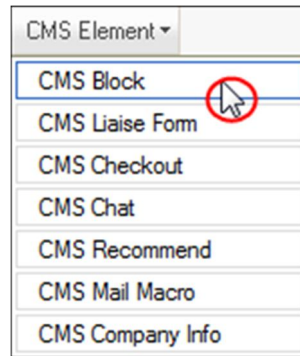 CMS Element
CMS Block
CMS Liaise Form
CMS Checkout
CMS Chat
CMS Recommend
CMS Mail Macro
CMS Company Info